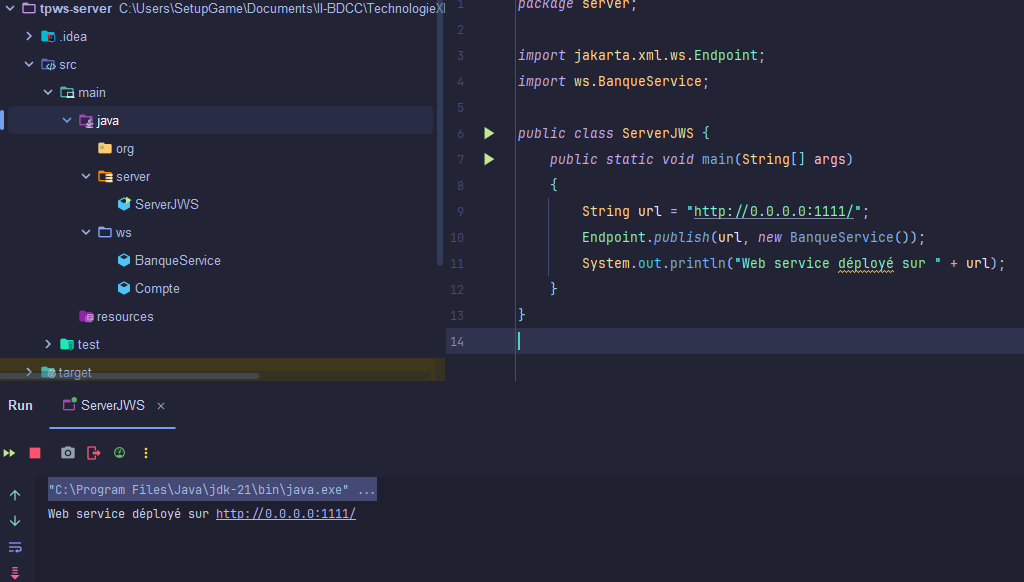 tpws-server C:\Users\SetupGame\Documents\II-BDCC\TechnologieX
.idea
src
main
java
org
server
ServerJWS
ws
BanqueService
Compte
resources
test
target
1 package server;
2
3 import jakarta.xml.ws.Endpoint;
4 import ws.BanqueService;
5
6 public class ServerJWS {
7 public static void main(String[] args)
8 {
9 String url = "http://0.0.0.0:1111/";
10 Endpoint.publish(url, new BanqueService());
11 System.out.println("Web service déployé sur " + url);
12 }
13 }
14
Run ServerJWS ×
"C:\Program Files\Java\jdk-21\bin\java.exe" ...
Web service déployé sur http://0.0.0.0:1111/